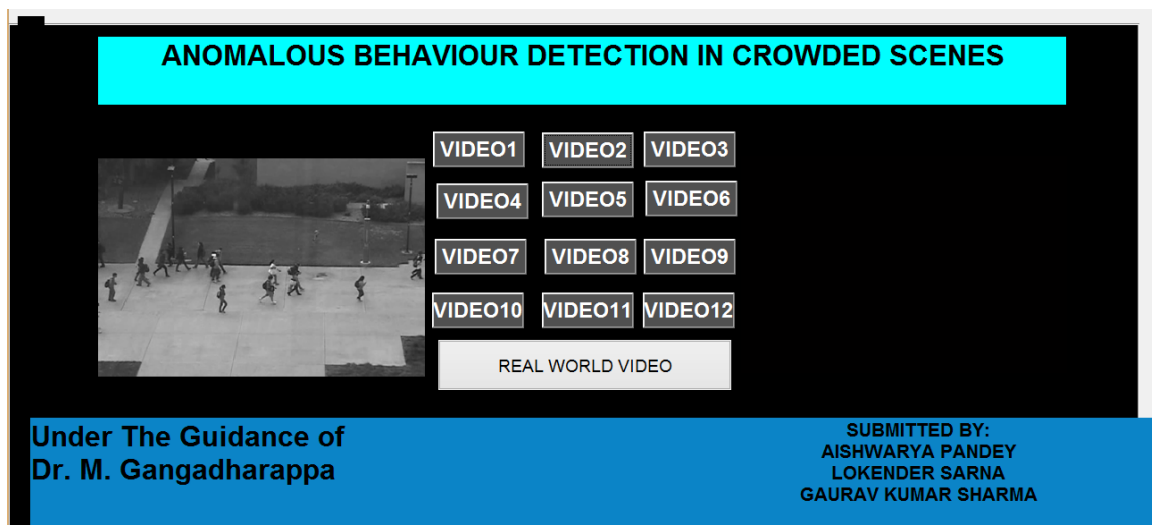 ANOMALOUS BEHAVIOUR DETECTION IN CROWDED SCENES
VIDEO1 VIDEO2 VIDEO3
VIDEO4 VIDEO5 VIDEO6
VIDEO7 VIDEO8 VIDEO9
VIDEO10 VIDEO11 VIDEO12
REAL WORLD VIDEO
Under The Guidance of
Dr. M. Gangadharappa
SUBMITTED BY:
AISHWARYA PANDEY
LOKENDER SARNA
GAURAV KUMAR SHARMA